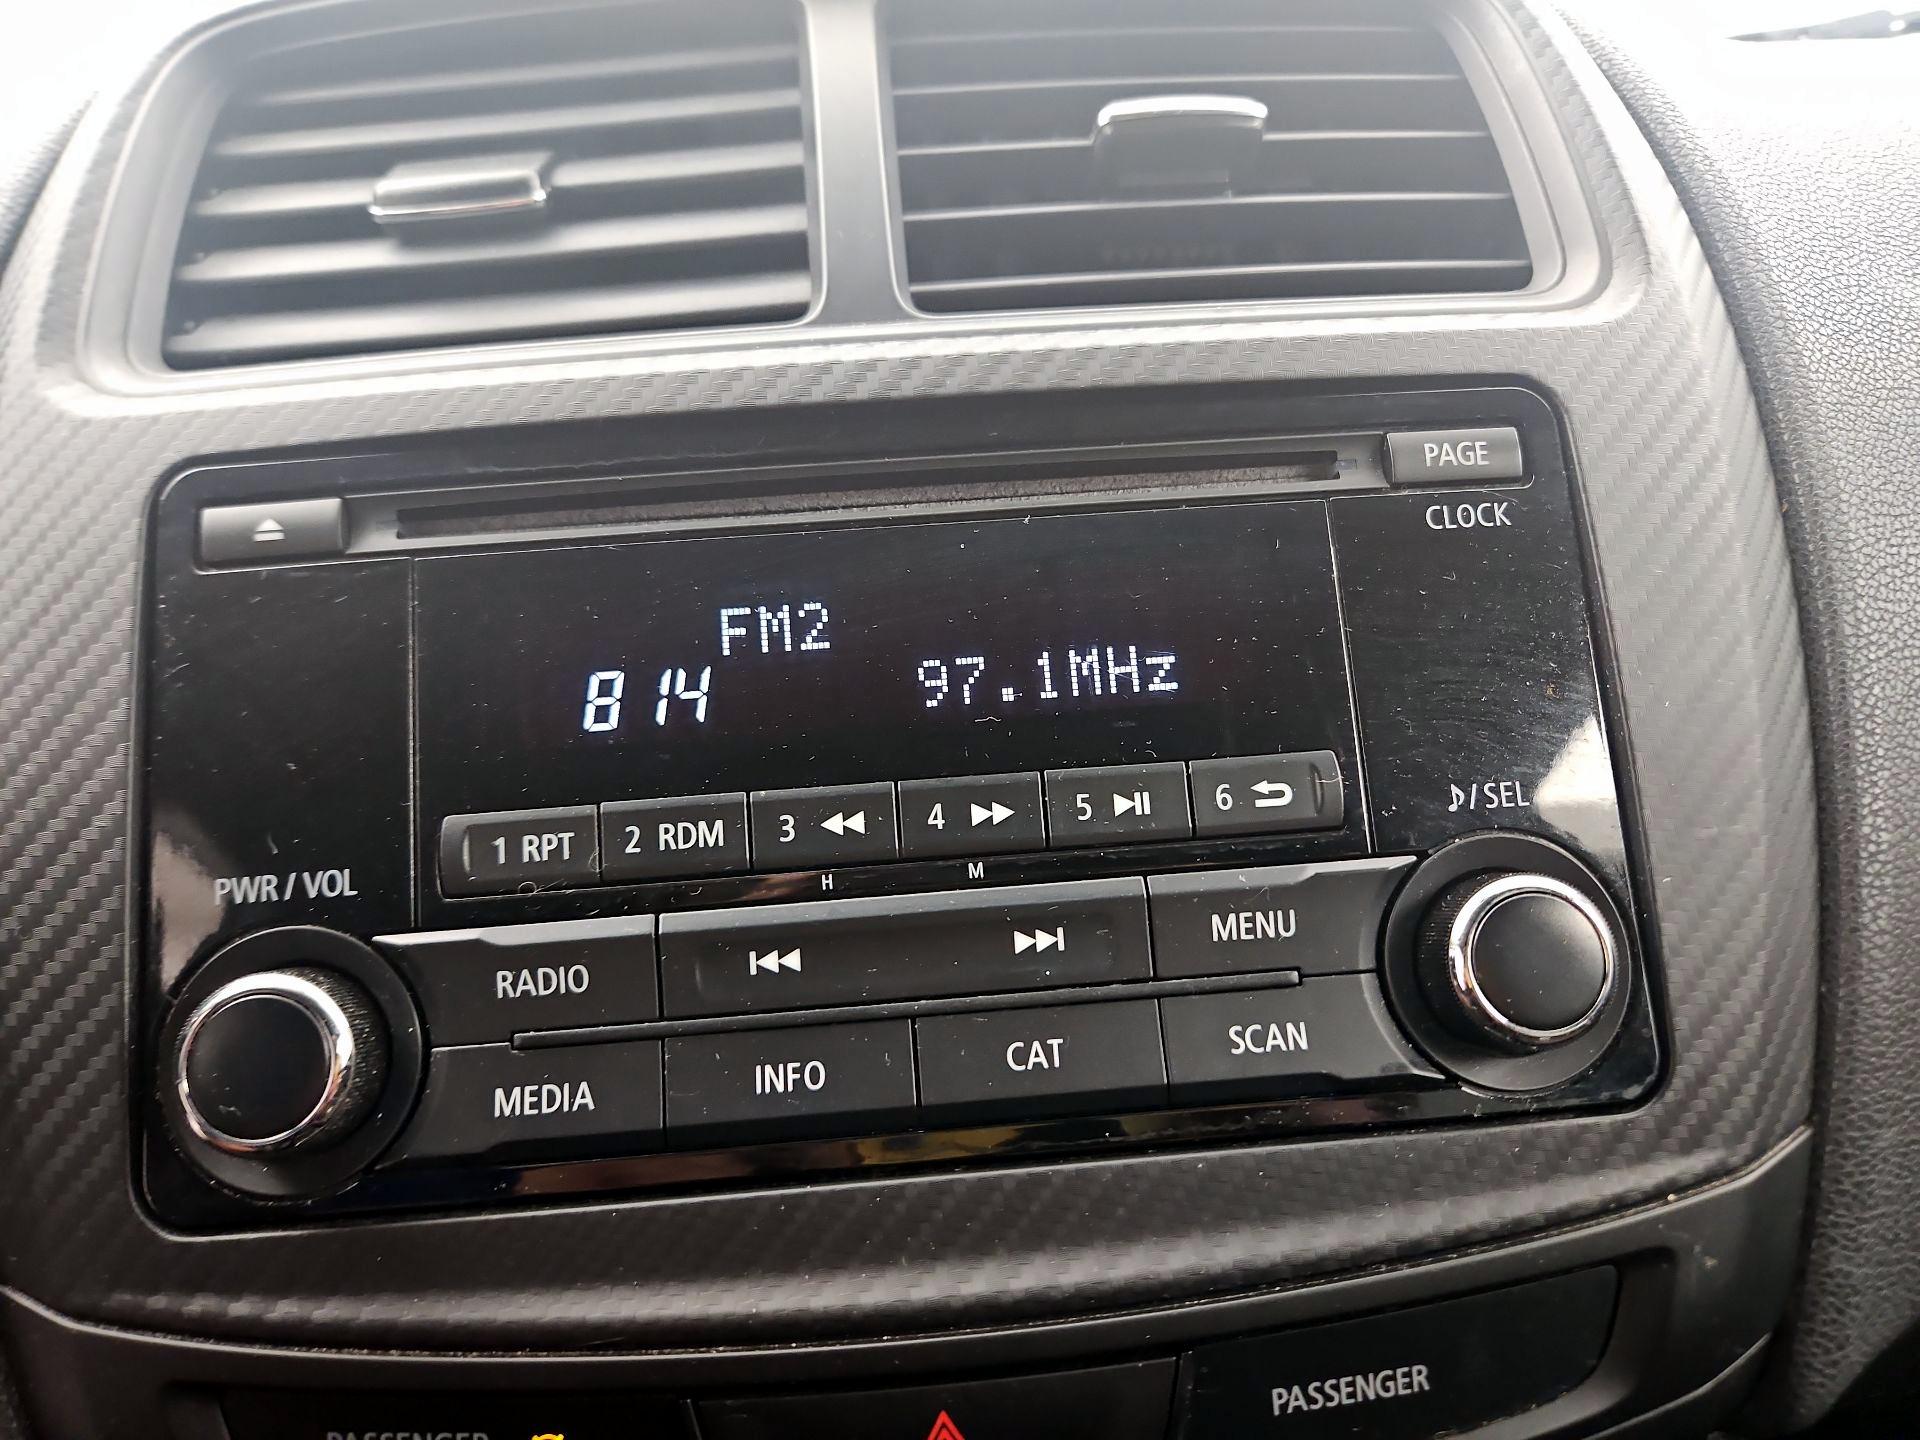 PAGE
CLOCK
FM2
8 14 97.1MHz
♪/SEL
1 RPT 2 RDM 3 4 5 6
H M
PWR/VOL
RADIO MENU
MEDIA INFO CAT SCAN
PASSENGER
PASSENGER